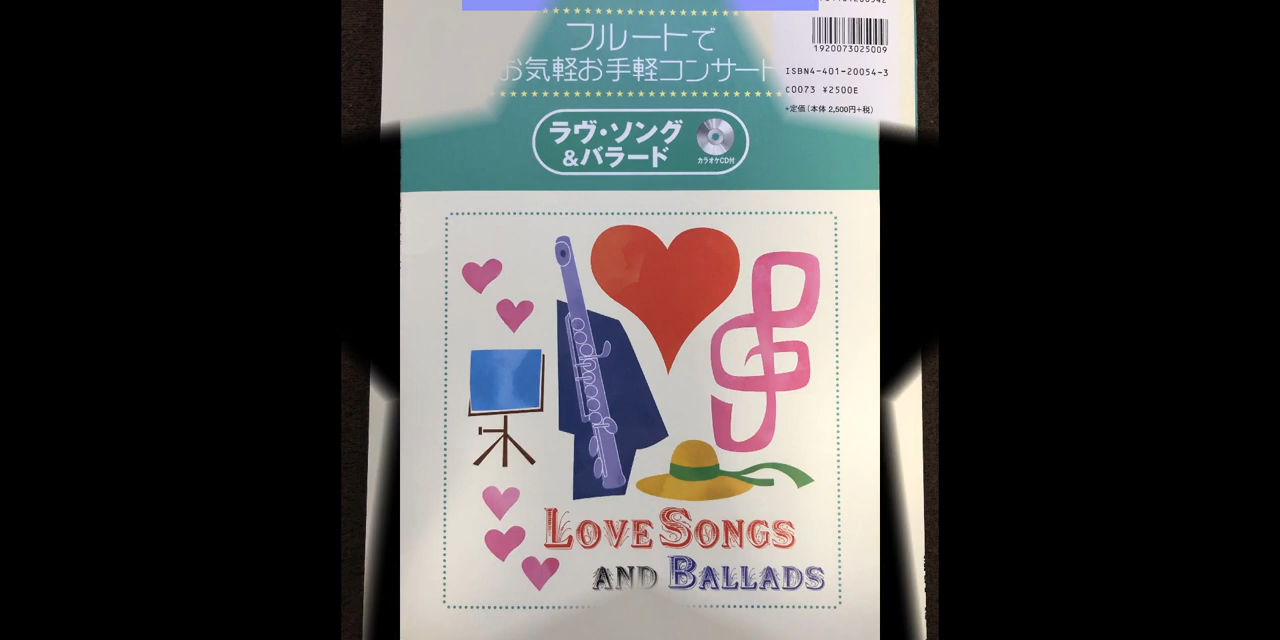 フルートで
お気軽お手軽コンサート
ラヴ・ソング
&バラード
カラオケCD付
1920073025009
ISBN4-401-20054-3
C0073 ¥2500E
定価(本体 2,500円+税)
LOVE SONGS
AND BALLADS